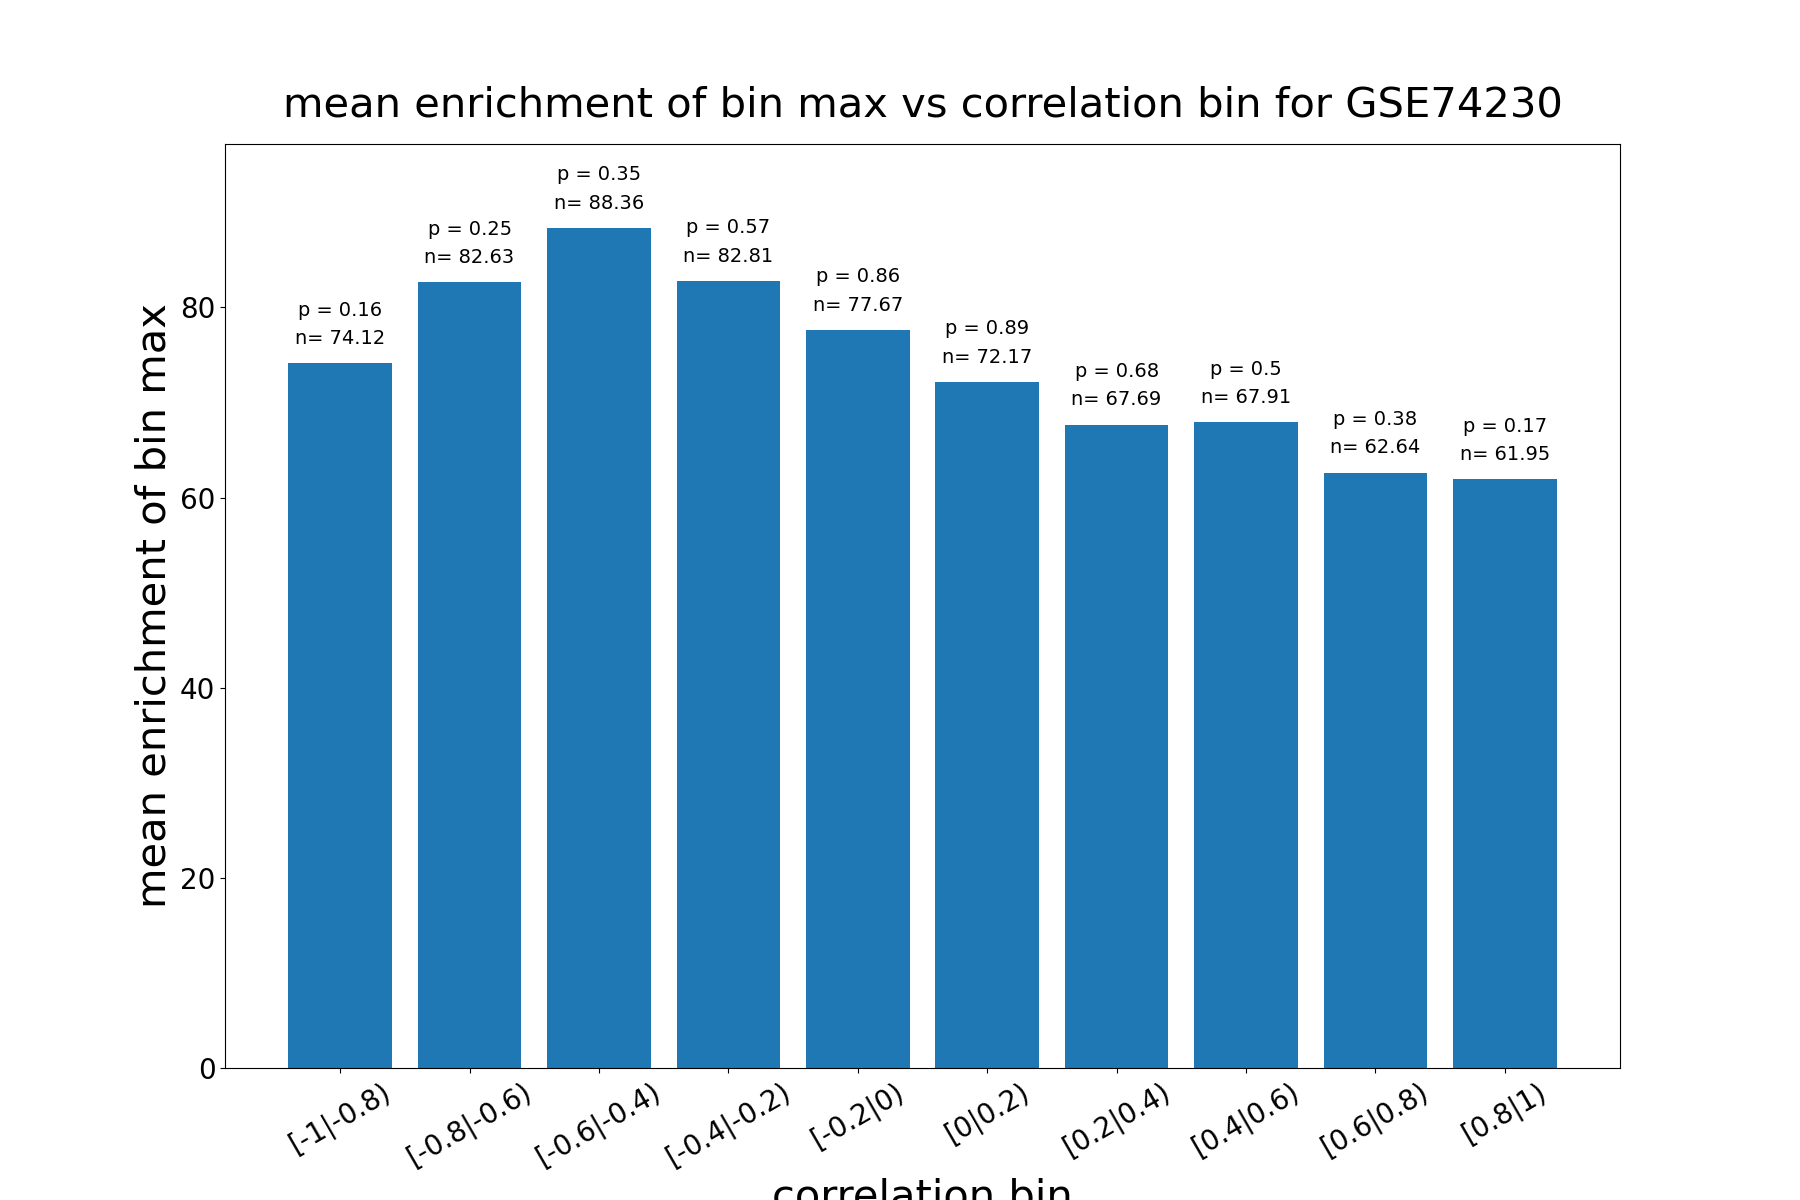 mean enrichment of bin max vs correlation bin for GSE74230
mean enrichment of bin max
80
60
40
20
0
p = 0.16
n= 74.12
p = 0.25
n= 82.63
p = 0.35
n= 88.36
p = 0.57
n= 82.81
p = 0.86
n= 77.67
p = 0.89
n= 72.17
p = 0.68
n= 67.69
p = 0.5
n= 67.91
p = 0.38
n= 62.64
p = 0.17
n= 61.95
[-1|-0.8)
[-0.8|-0.6)
[-0.6|-0.4)
[-0.4|-0.2)
[-0.2|0)
[0|0.2)
[0.2|0.4)
[0.4|0.6)
[0.6|0.8)
[0.8|1)
correlation bin